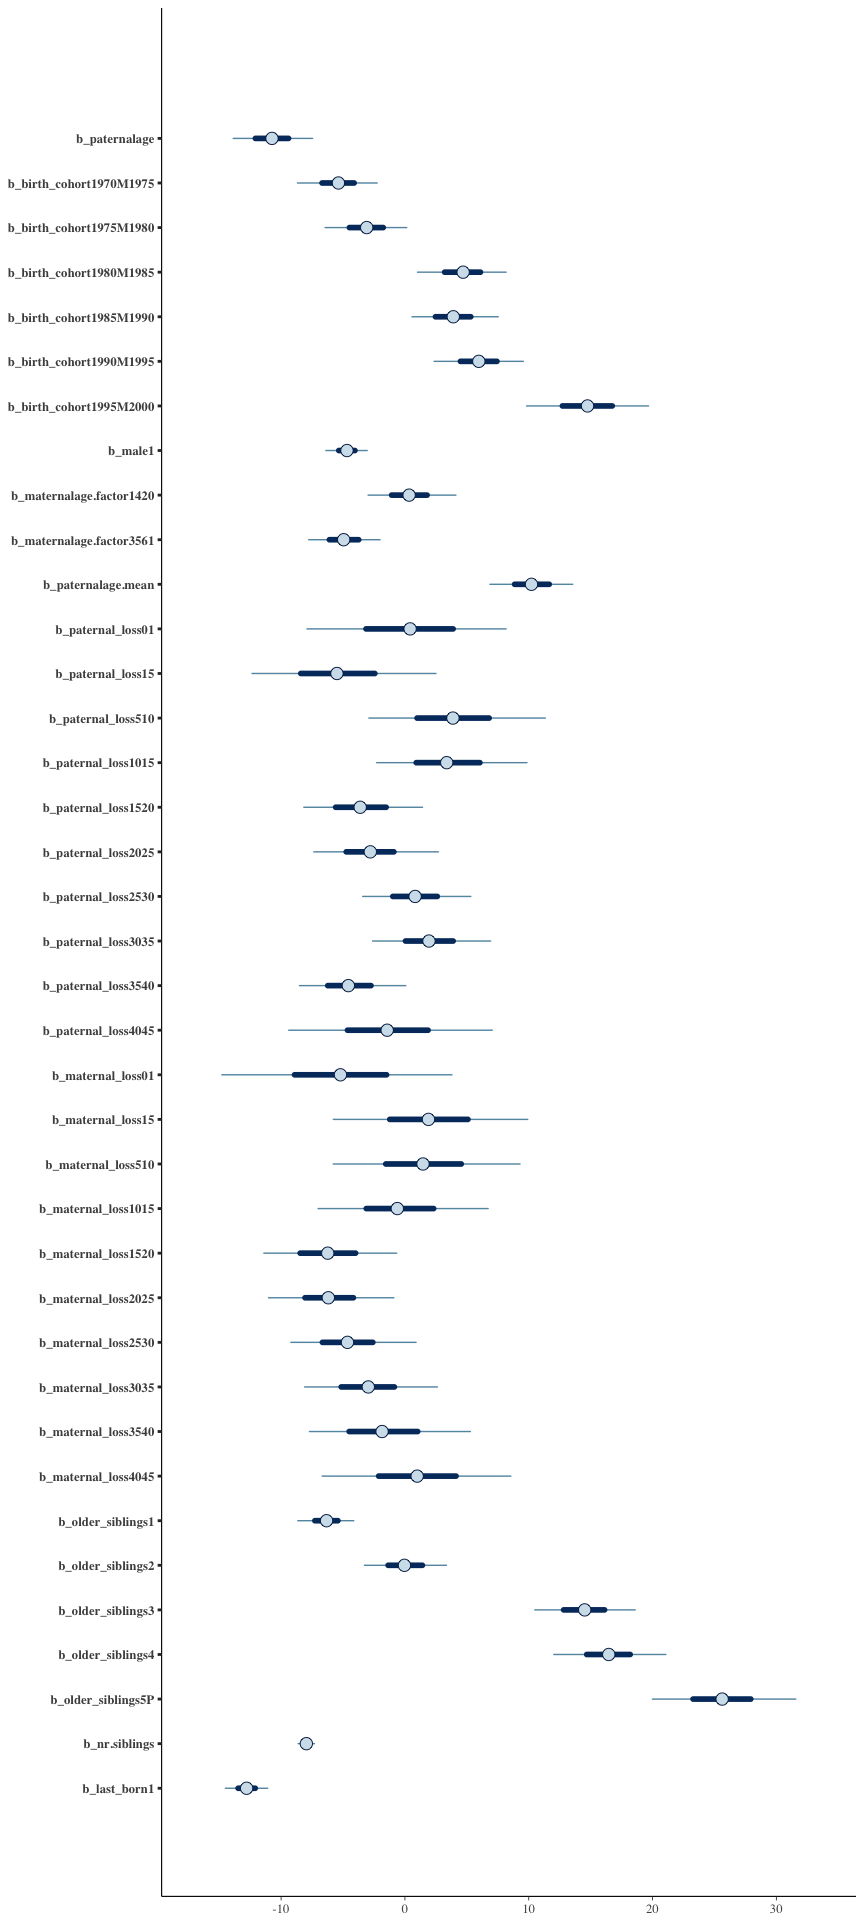 b_paternalage
b_birth_cohort1970M1975
b_birth_cohort1975M1980
b_birth_cohort1980M1985
b_birth_cohort1985M1990
b_birth_cohort1990M1995
b_birth_cohort1995M2000
b_male1
b_maternalage.factor1420
b_maternalage.factor3561
b_paternalage.mean
b_paternal_loss01
b_paternal_loss15
b_paternal_loss510
b_paternal_loss1015
b_paternal_loss1520
b_paternal_loss2025
b_paternal_loss2530
b_paternal_loss3035
b_paternal_loss3540
b_paternal_loss4045
b_maternal_loss01
b_maternal_loss15
b_maternal_loss510
b_maternal_loss1015
b_maternal_loss1520
b_maternal_loss2025
b_maternal_loss2530
b_maternal_loss3035
b_maternal_loss3540
b_maternal_loss4045
b_older_siblings1
b_older_siblings2
b_older_siblings3
b_older_siblings4
b_older_siblings5P
b_nr.siblings
b_last_born1
-10 0 10 20 30